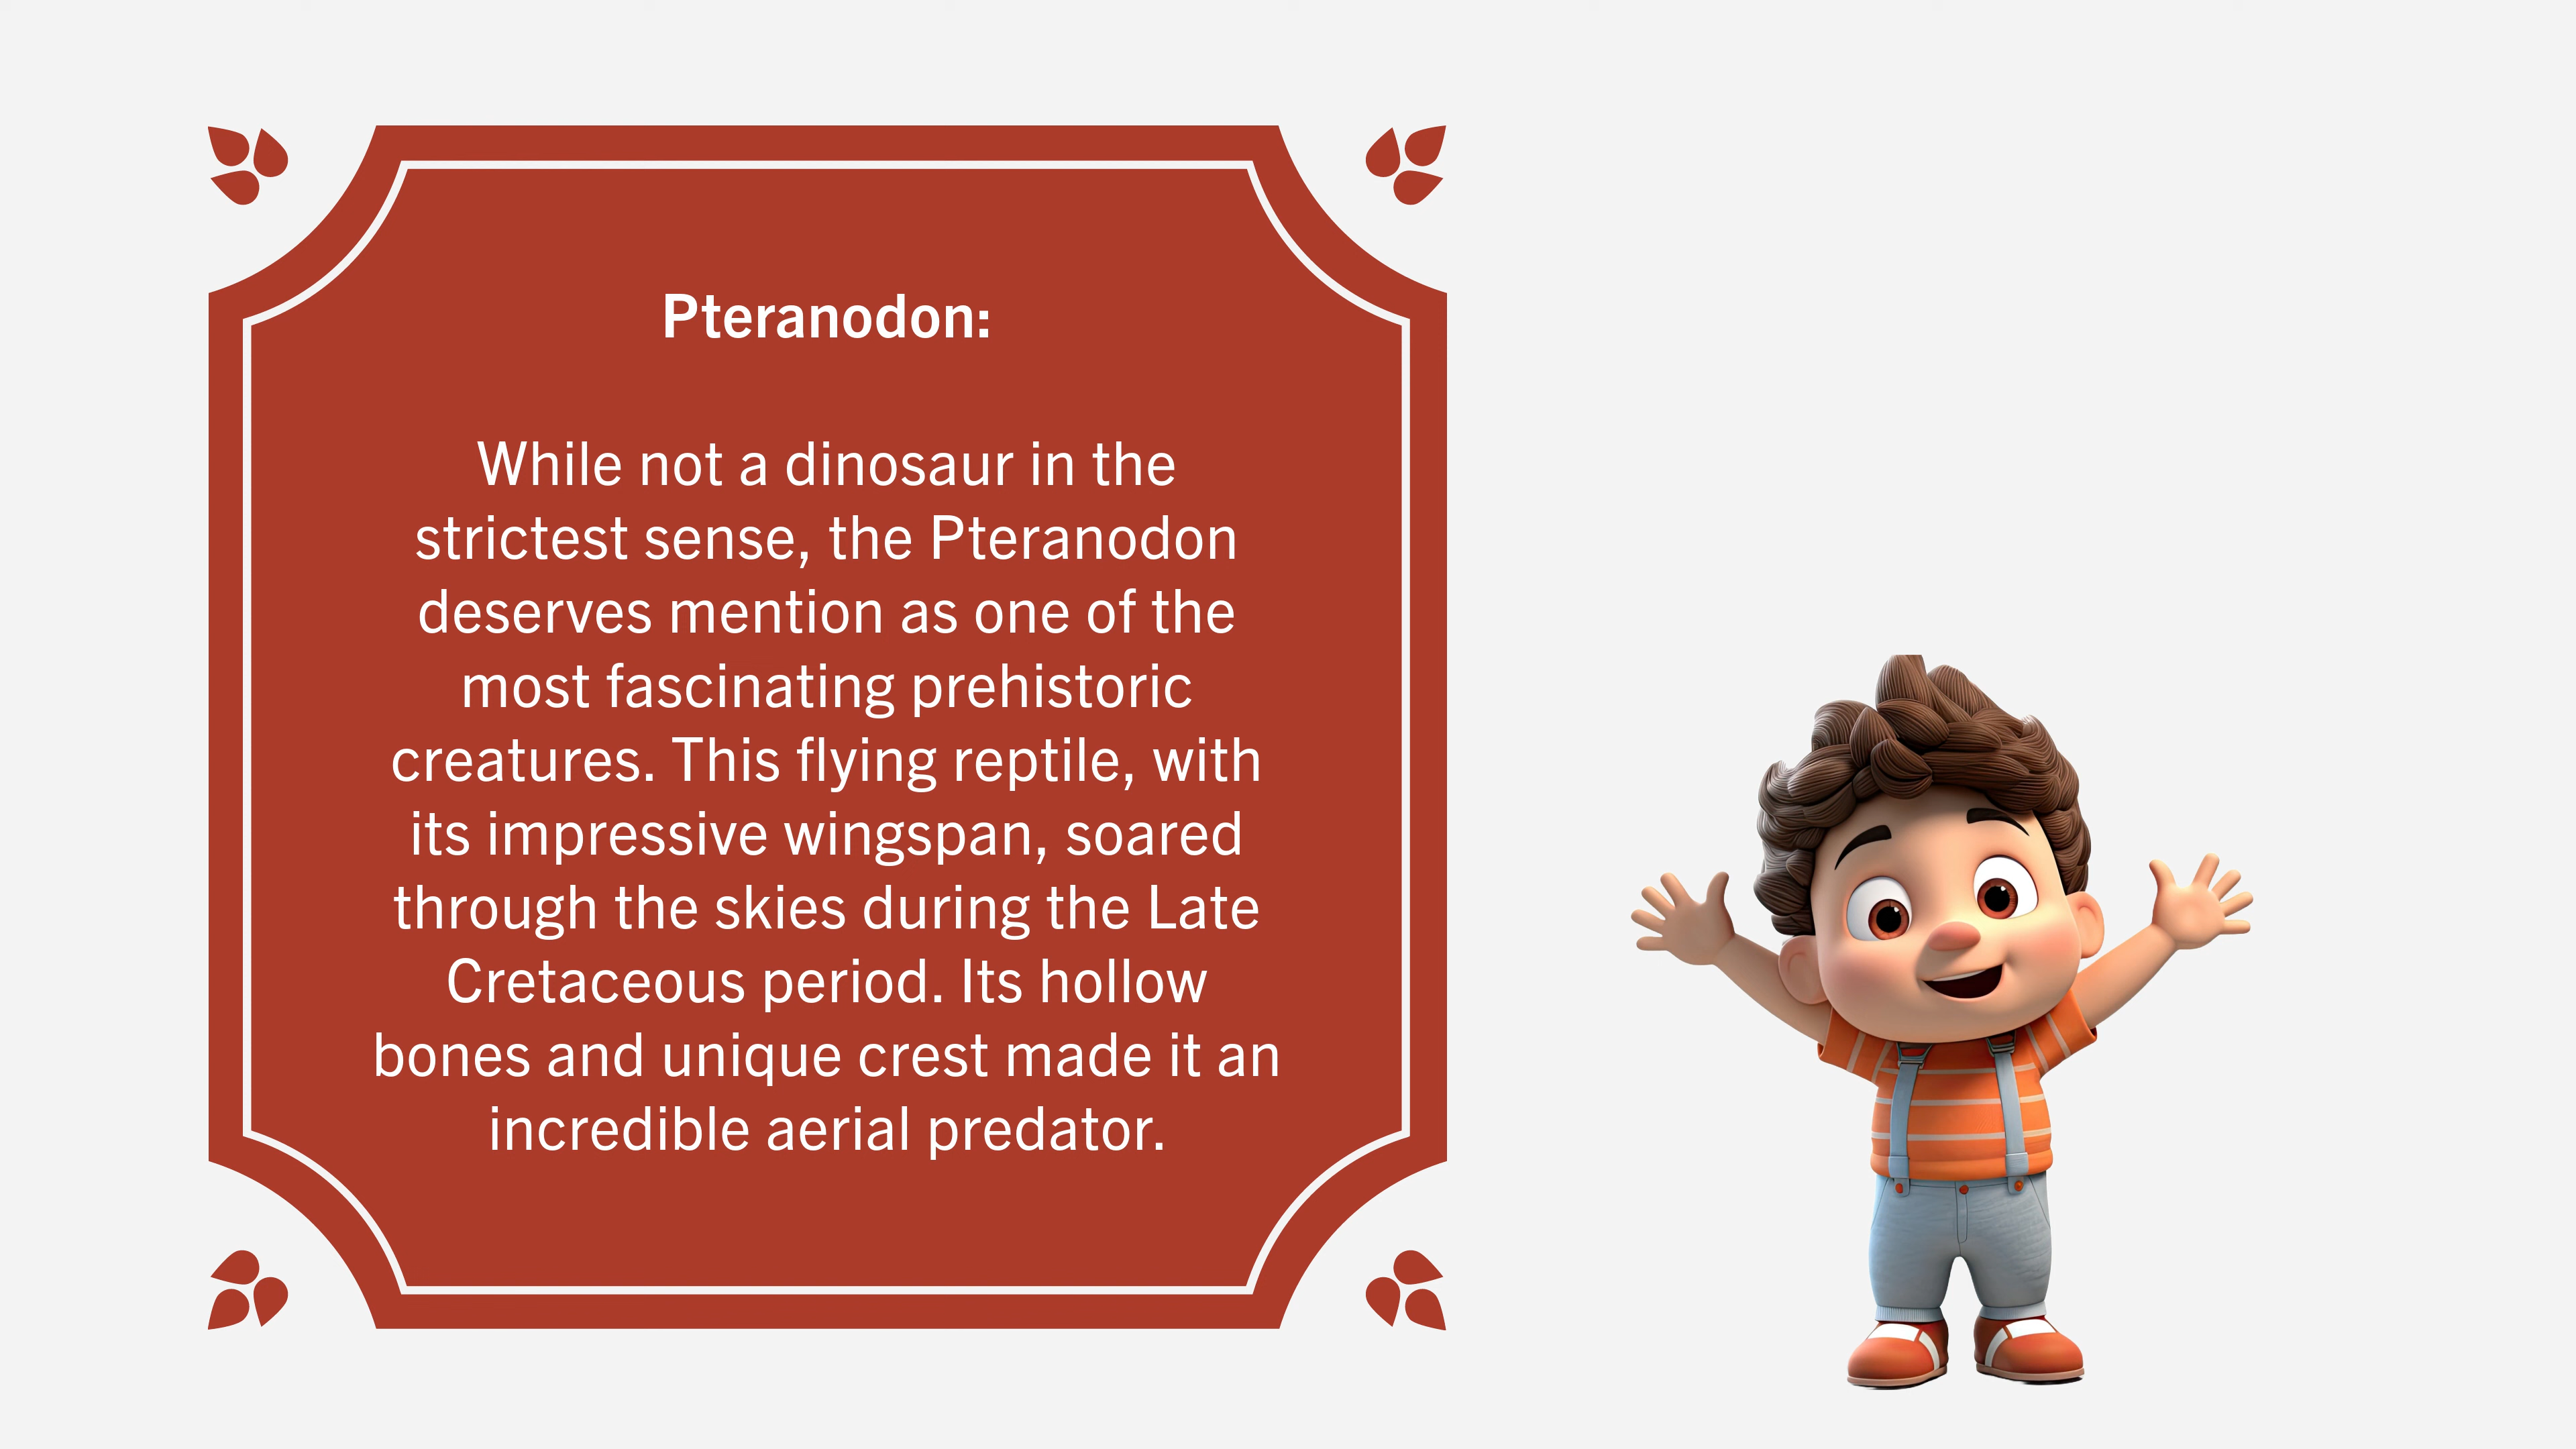 Pteranodon:
While not a dinosaur in the
strictest sense, the Pteranodon
deserves mention as one of the
most fascinating prehistoric
creatures. This flying reptile, with
its impressive wingspan, soared
through the skies during the Late
Cretaceous period. Its hollow
bones and unique crest made it an
incredible aerial predator.